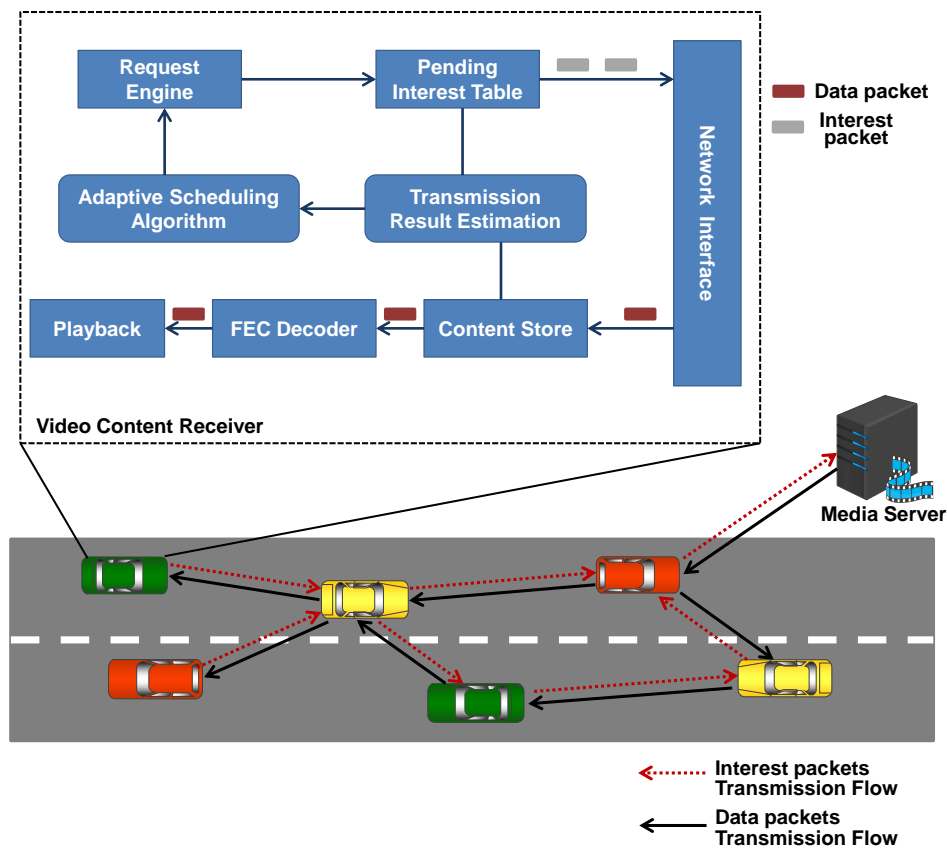 Request
Engine
Pending
Interest Table
Data packet
Interest
packet
Network Interface
Adaptive Scheduling
Algorithm
Transmission
Result Estimation
Playback
FEC Decoder
Content Store
Video Content Receiver
Media Server
Interest packets
Transmission Flow
Data packets
Transmission Flow